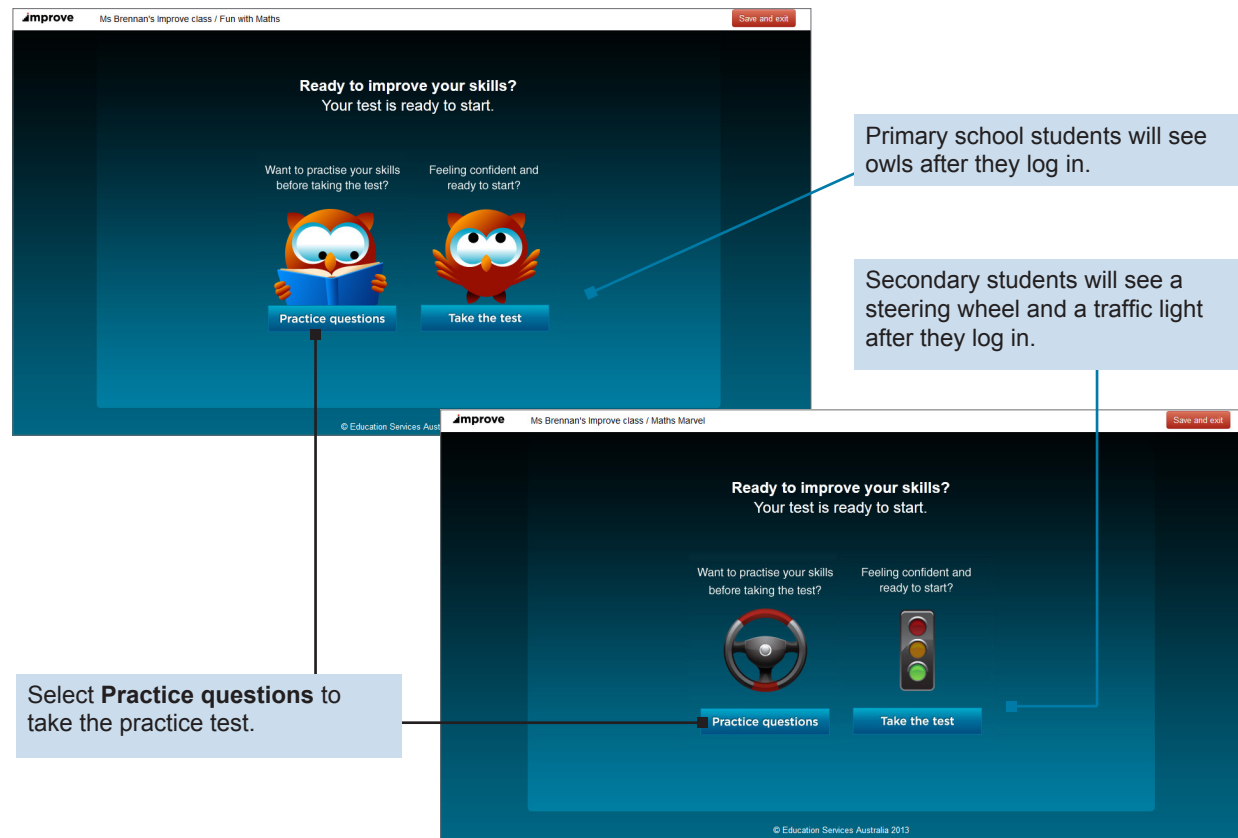 improve
Ms Brennan's Improve class / Fun with Maths
Save and exit
Ready to improve your skills?
Your test is ready to start.
Want to practise your skills
before taking the test?
Feeling confident and
ready to start?
Practice questions
Take the test
© Education Services Aust
Primary school students will see
owls after they log in.
Secondary students will see a
steering wheel and a traffic light
after they log in.
improve
Ms Brennan's Improve class / Maths Marvel
Save and exit
Ready to improve your skills?
Your test is ready to start.
Want to practise your skills
before taking the test?
Feeling confident and
ready to start?
Practice questions
Take the test
© Education Services Australia 2013
Select Practice questions to
take the practice test.